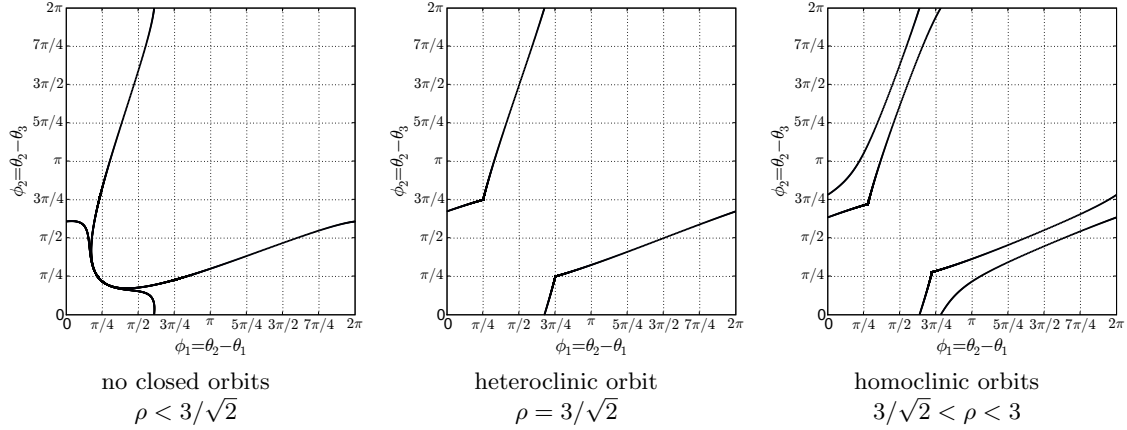 2π
7π/4
3π/2
5π/4
π
3π/4
π/2
π/4
0
ϕ₂=θ₂−θ₃
0 π/4 π/2 3π/4 π 5π/4 3π/2 7π/4 2π
ϕ₁=θ₂−θ₁
no closed orbits
ρ < 3/√2
2π
7π/4
3π/2
5π/4
π
3π/4
π/2
π/4
0
ϕ₂=θ₂−θ₃
0 π/4 π/2 3π/4 π 5π/4 3π/2 7π/4 2π
ϕ₁=θ₂−θ₁
heteroclinic orbit
ρ = 3/√2
2π
7π/4
3π/2
5π/4
π
3π/4
π/2
π/4
0
ϕ₂=θ₂−θ₃
0 π/4 π/2 3π/4 π 5π/4 3π/2 7π/4 2π
ϕ₁=θ₂−θ₁
homoclinic orbits
3/√2 < ρ < 3